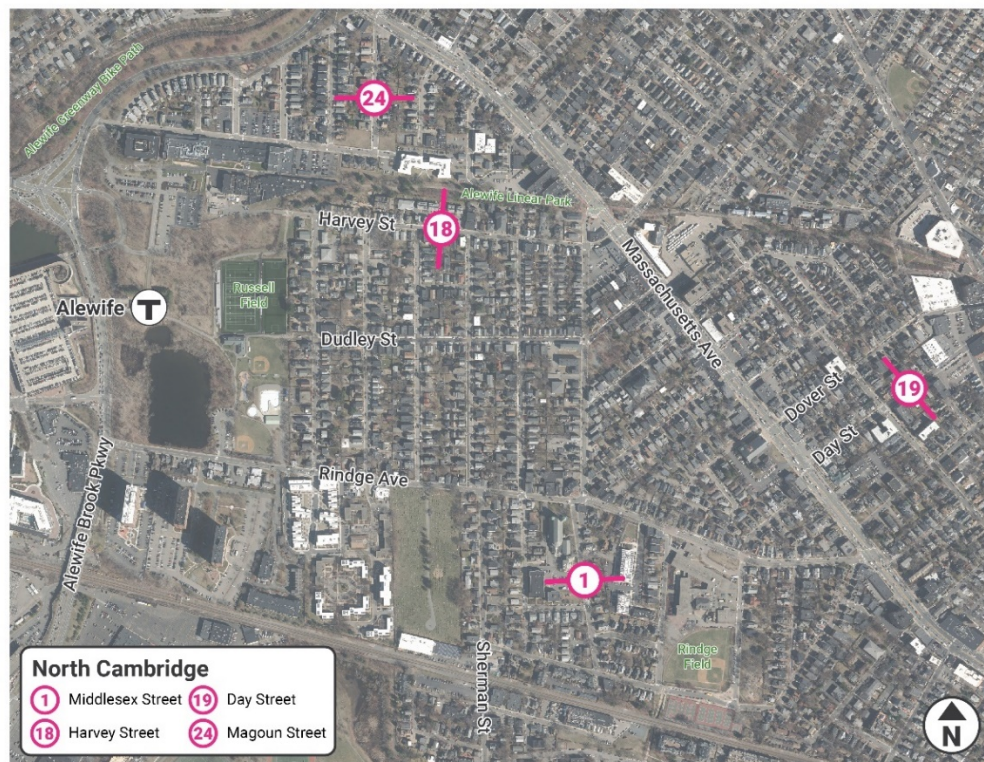 Alewife Greenway Bike Path
24
Alewife Linear Park
Harvey St
18
Massachusetts Ave
Russell
Field
Alewife T
Dudley St
19
Dover St
Day St
Rindge Ave
Alewife Brook Pkwy
1
Sherman St
Rindge
Field
North Cambridge
1 Middlesex Street 19 Day Street
18 Harvey Street 24 Magoun Street
N